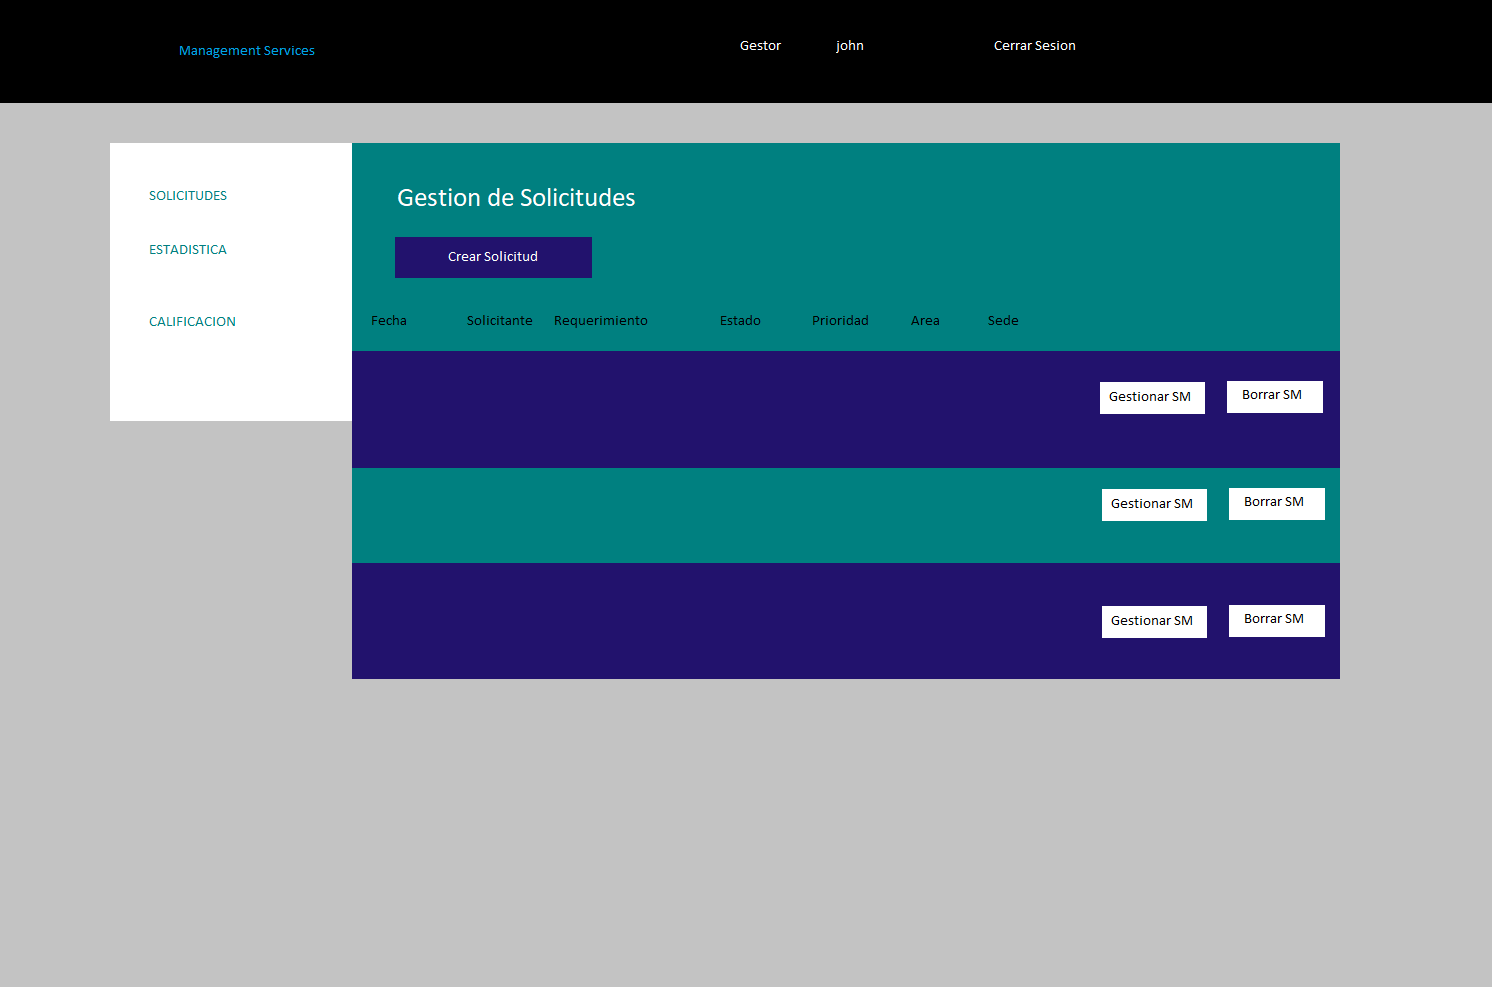 Management Services
Gestor john Cerrar Sesion
SOLICITUDES
ESTADISTICA
CALIFICACION
Gestion de Solicitudes
Crear Solicitud
Fecha Solicitante Requerimiento Estado Prioridad Area Sede
Gestionar SM Borrar SM
Gestionar SM Borrar SM
Gestionar SM Borrar SM